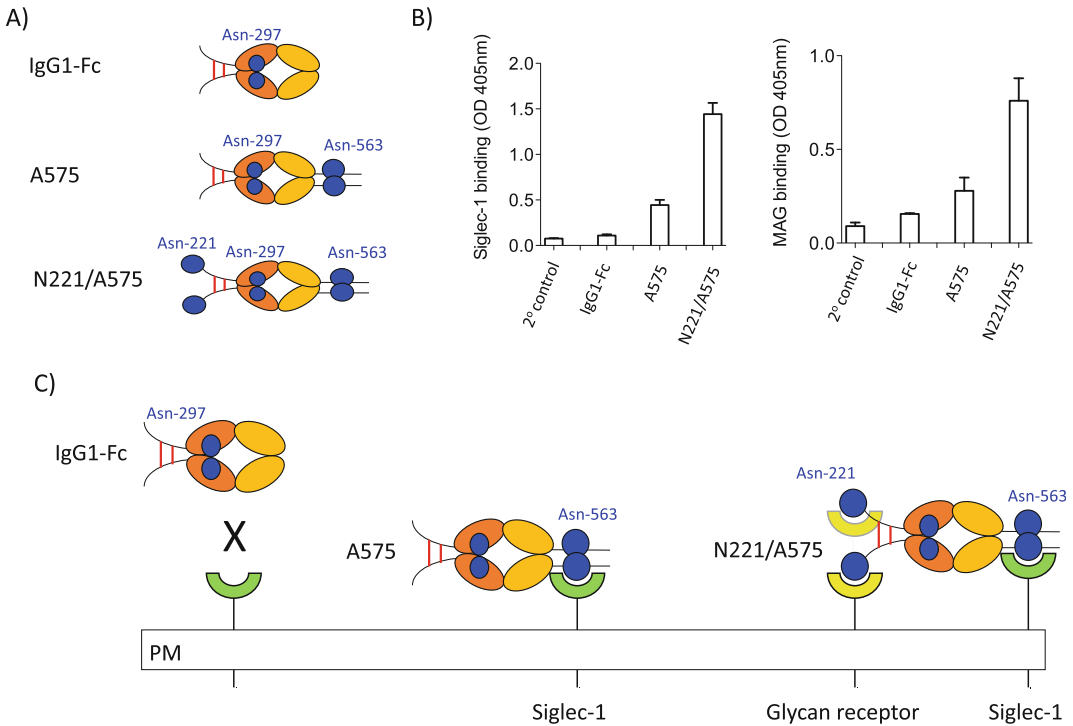 A)
Asn-297
IgG1-Fc
Asn-297
Asn-563
A575
Asn-221
Asn-297
Asn-563
N221/A575
B)
Siglec-1 binding (OD 405nm)
2.0
1.5
1.0
0.5
0.0
2° control
IgG1-Fc
A575
N221/A575
MAG binding (OD 405nm)
1.0
0.5
0.0
2° control
IgG1-Fc
A575
N221/A575
C)
Asn-297
IgG1-Fc
X
A575
Asn-563
Asn-221
Asn-563
N221/A575
PM
Siglec-1
Glycan receptor
Siglec-1